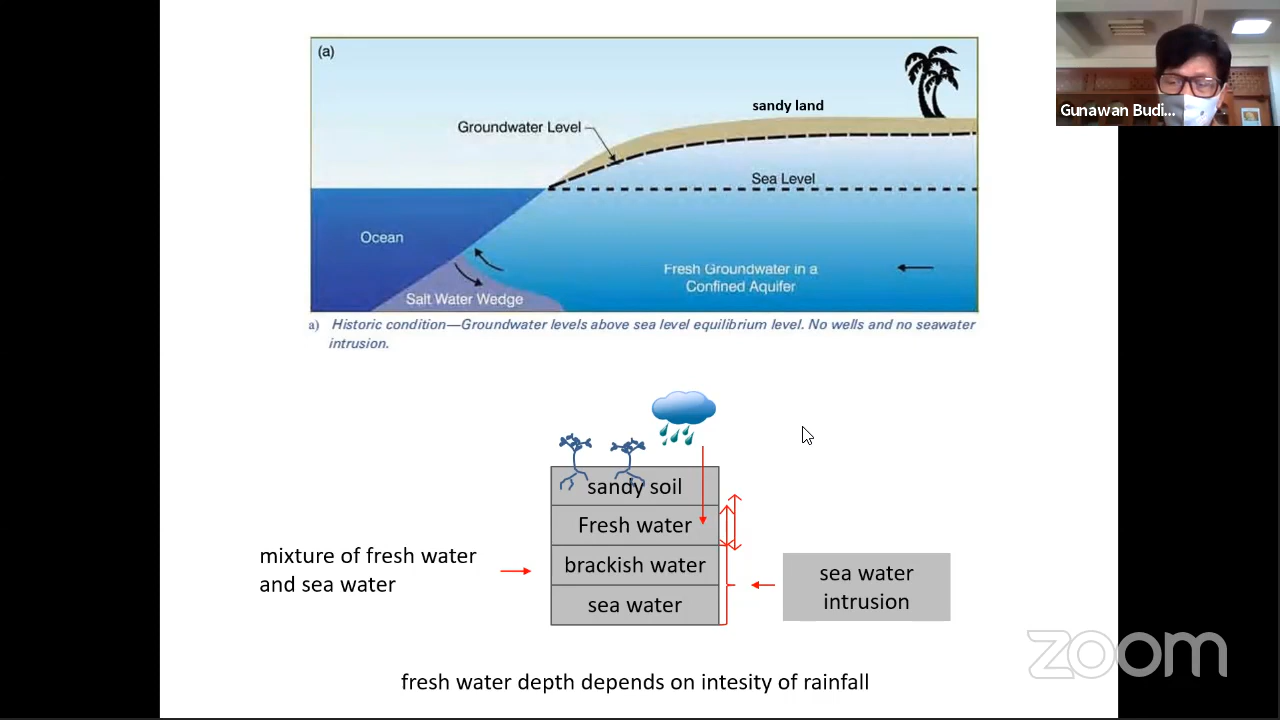 (a)
sandy land
Groundwater Level
Sea Level
Ocean
Fresh Groundwater in a
Confined Aquifer
Salt Water Wedge
a) Historic condition—Groundwater levels above sea level equilibrium level. No wells and no seawater
intrusion.
Gunawan Budi...
sandy soil
Fresh water
brackish water
sea water
mixture of fresh water
and sea water
sea water
intrusion
fresh water depth depends on intesity of rainfall
zoom